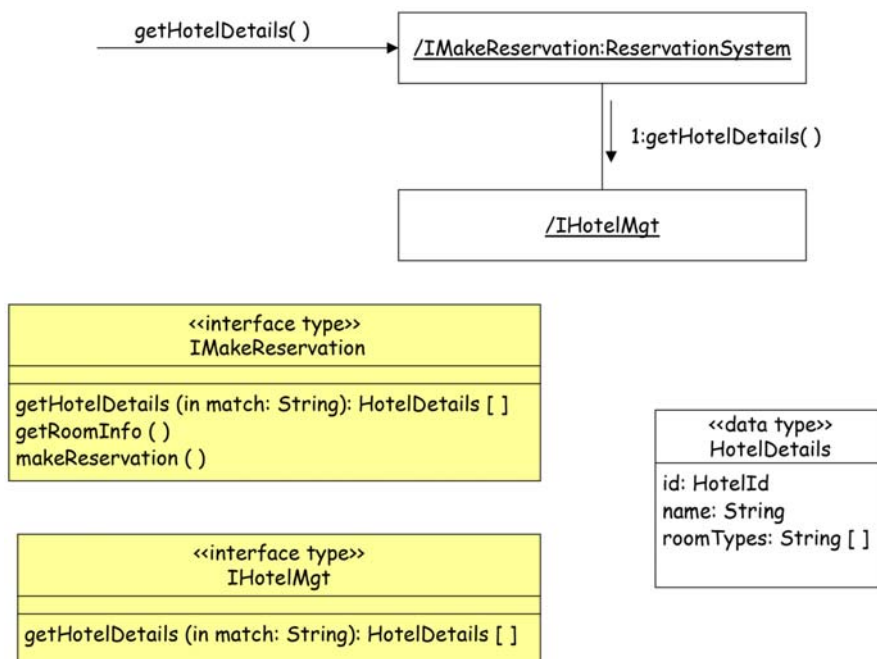 getHotelDetails( )
/IMakeReservation:ReservationSystem
1:getHotelDetails( )
/IHotelMgt
<<interface type>>
IMakeReservation
getHotelDetails (in match: String): HotelDetails [ ]
getRoomInfo ( )
makeReservation ( )
<<data type>>
HotelDetails
id: HotelId
name: String
roomTypes: String [ ]
<<interface type>>
IHotelMgt
getHotelDetails (in match: String): HotelDetails [ ]